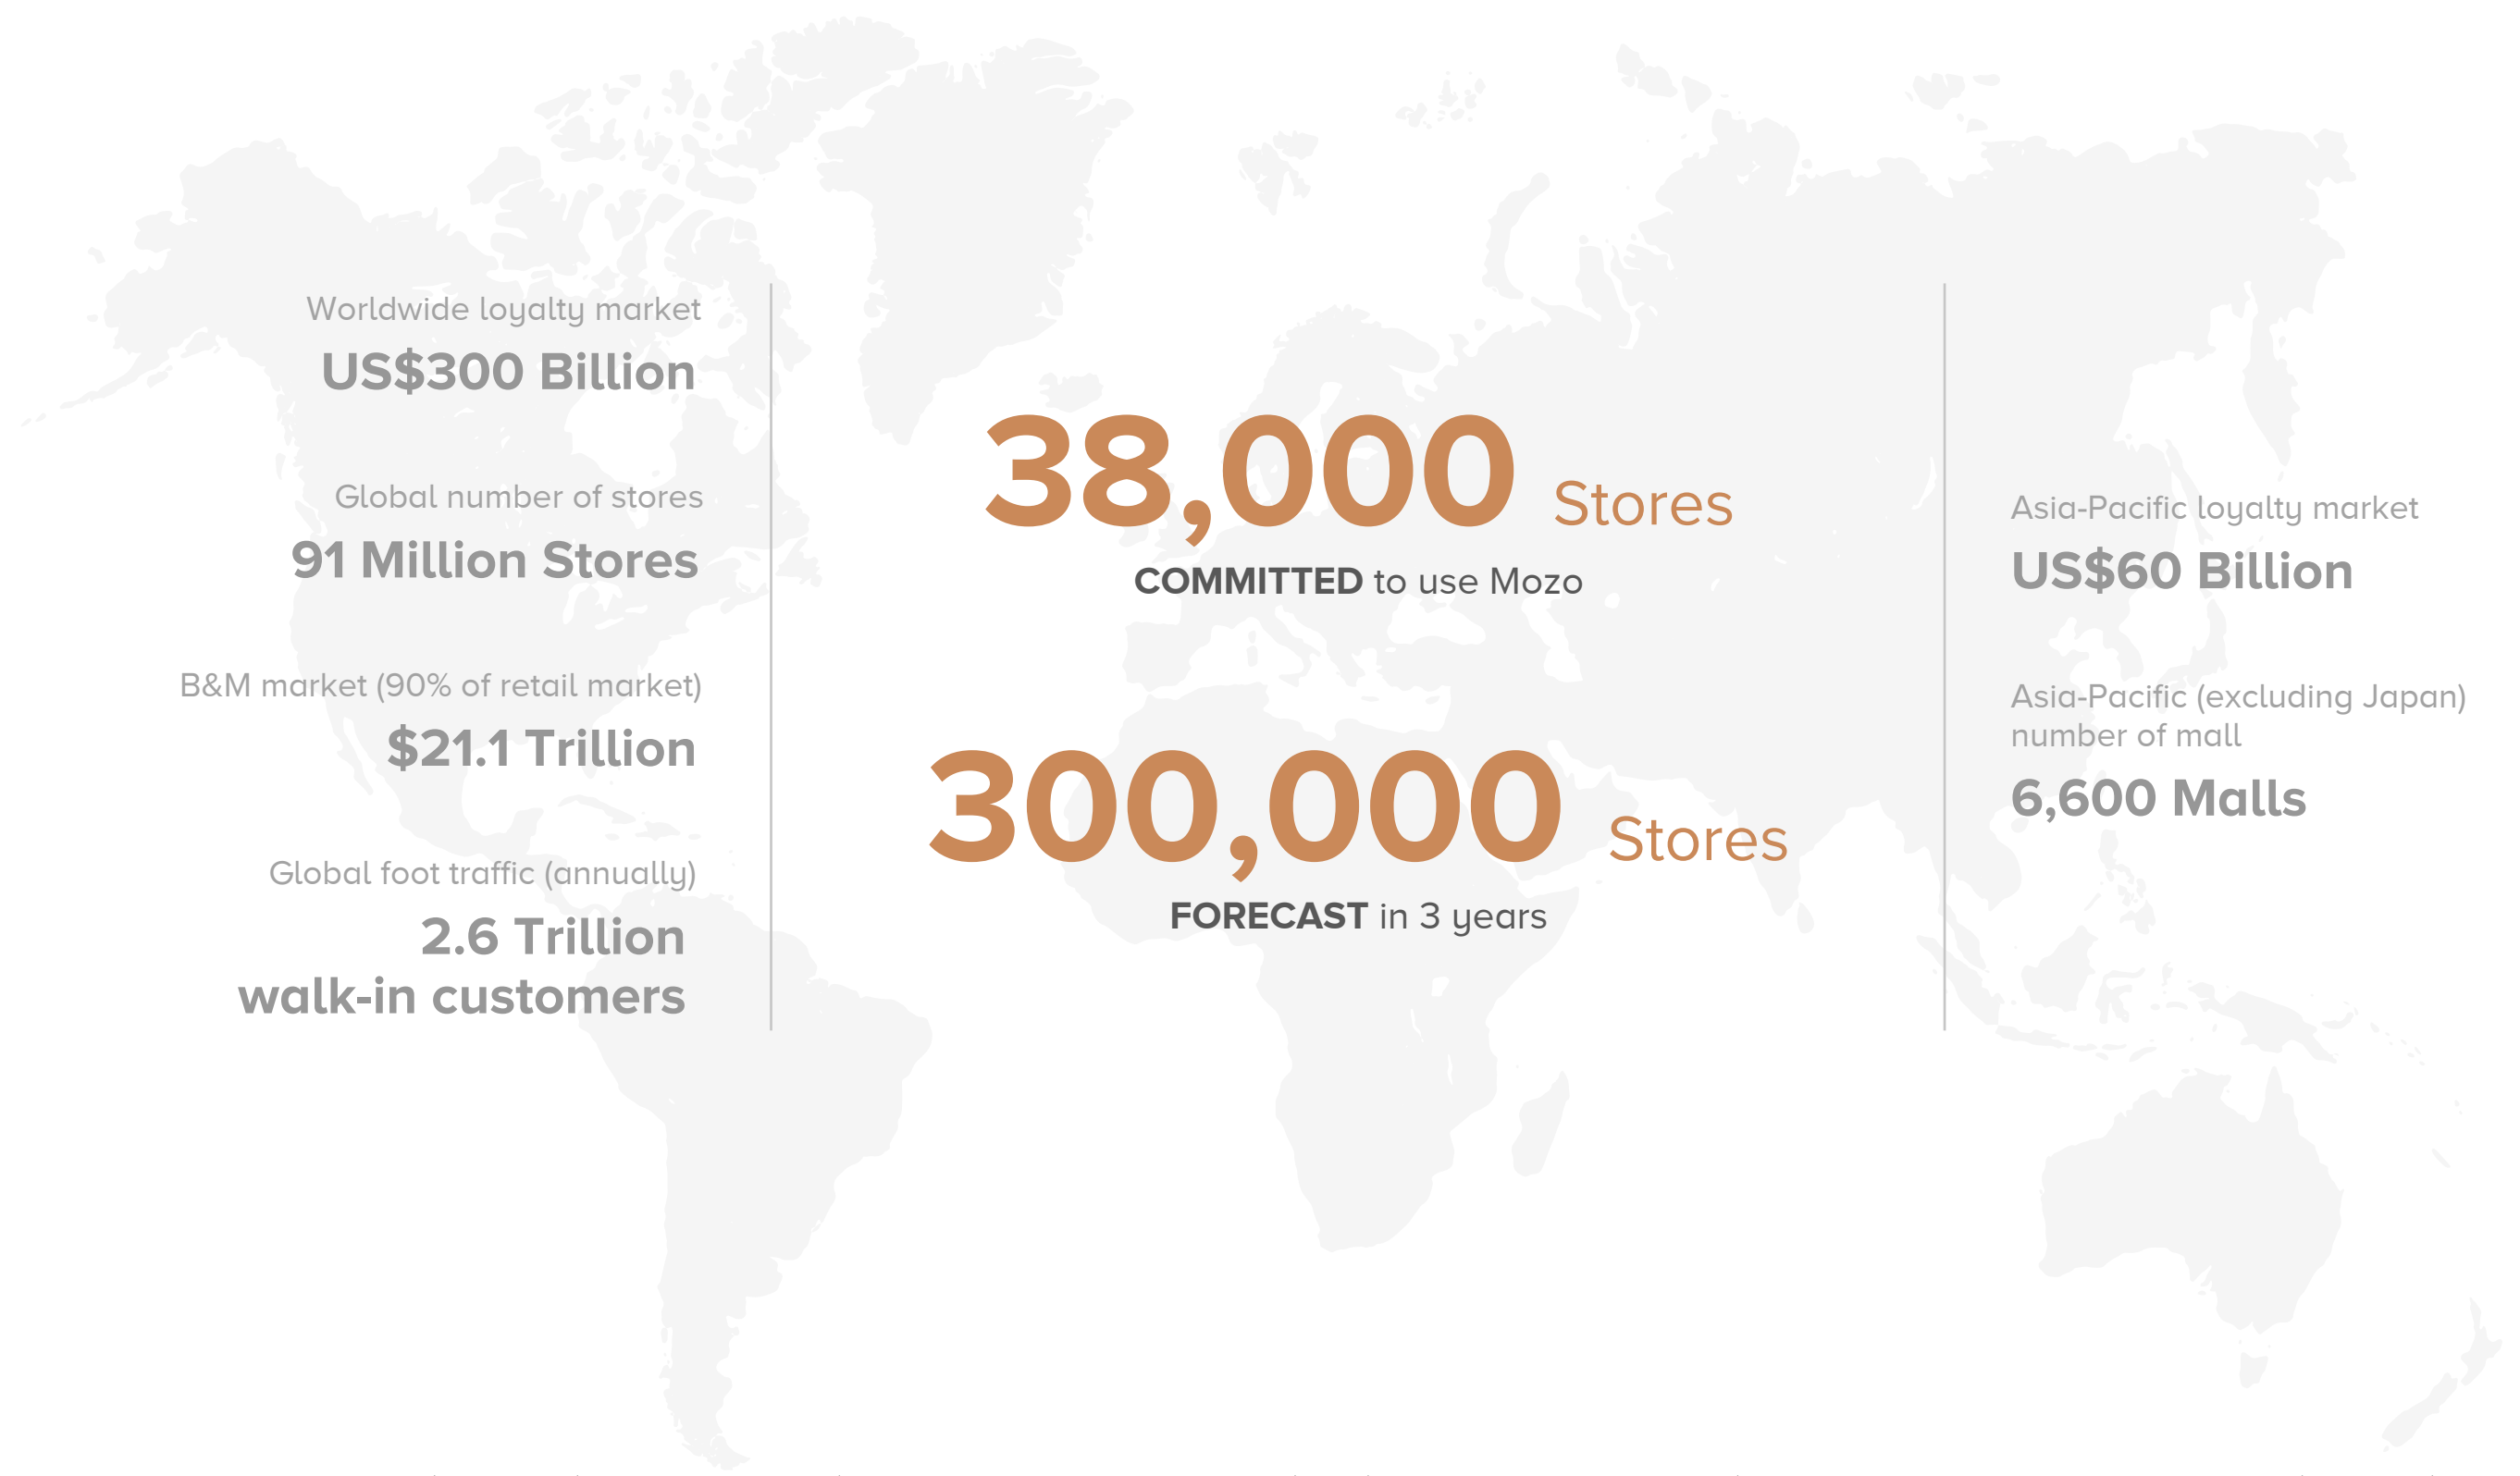 Worldwide loyalty market
US$300 Billion
Global number of stores
91 Million Stores
B&M market (90% of retail market)
$21.1 Trillion
Global foot traffic (annually)
2.6 Trillion
walk-in customers
38,000 Stores
COMMITTED to use Mozo
300,000 Stores
FORECAST in 3 years
Asia-Pacific loyalty market
US$60 Billion
Asia-Pacific (excluding Japan)
number of mall
6,600 Malls